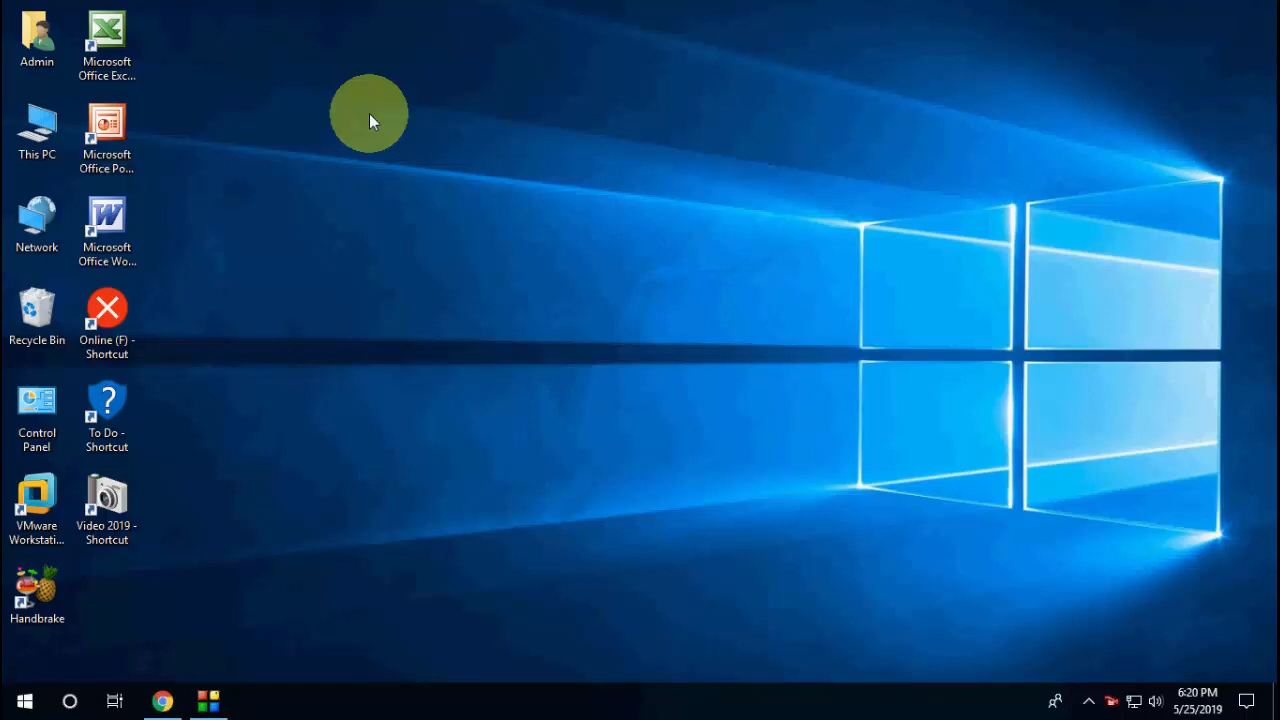 Admin
Microsoft
Office Exc...
This PC
Microsoft
Office Po...
Network
Microsoft
Office Wo...
Recycle Bin
Online (F) -
Shortcut
Control
Panel
To Do -
Shortcut
VMware
Workstati...
Video 2019 -
Shortcut
Handbrake
6:20 PM
5/25/2019